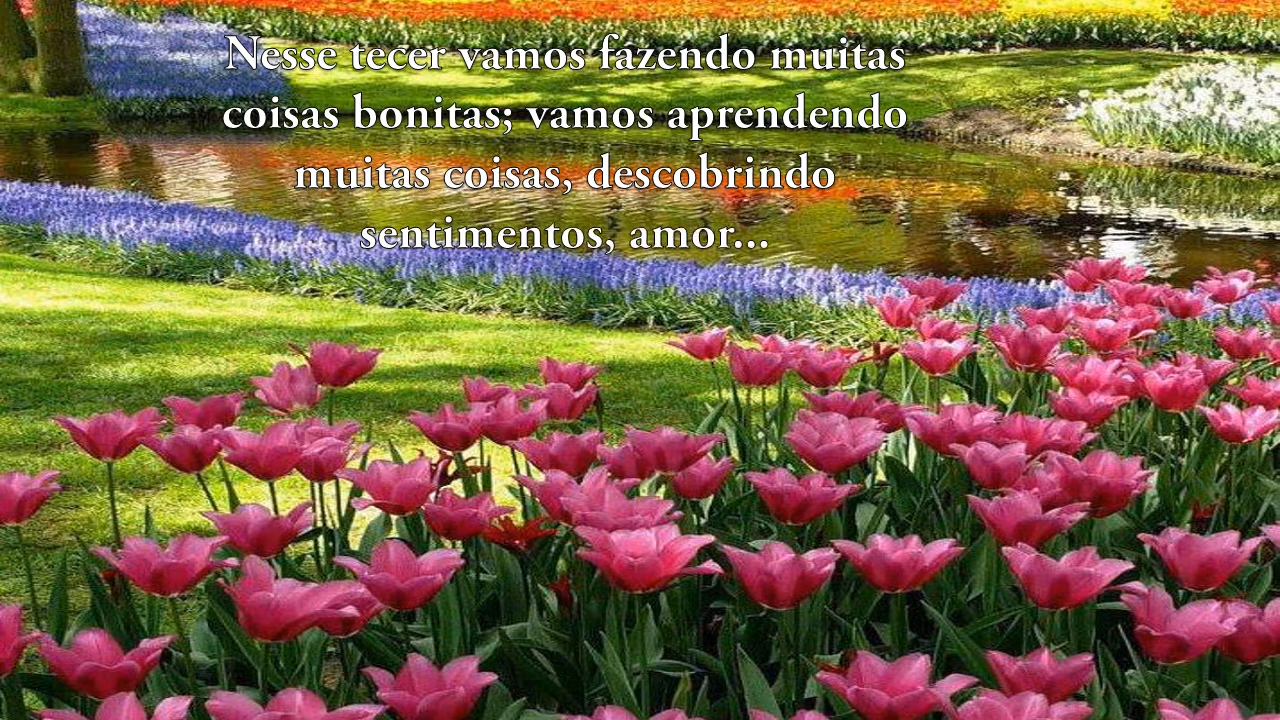 Nesse tecer vamos fazendo muitas
coisas bonitas; vamos aprendendo
muitas coisas, descobrindo
sentimentos, amor...